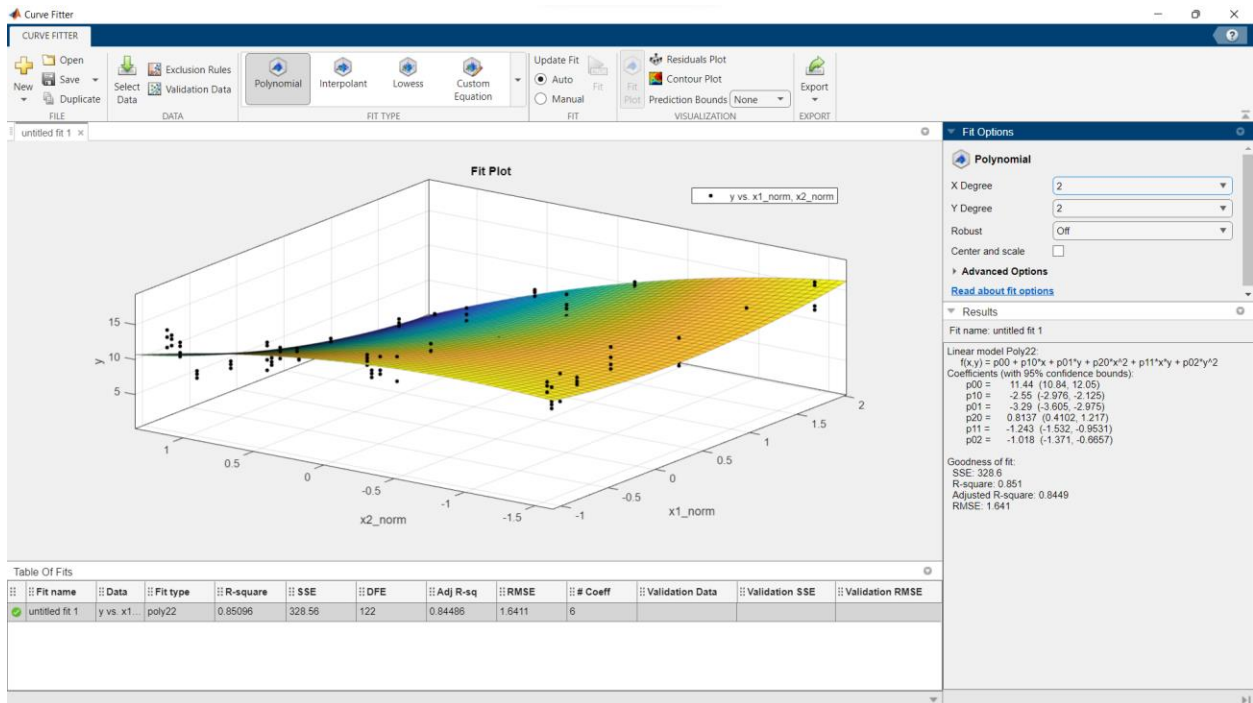 Curve Fitter
CURVE FITTER
?
New
Open
Save
Duplicate
FILE
Select Data
Exclusion Rules
Validation Data
DATA
Polynomial
Interpolant
Lowess
Custom Equation
FIT TYPE
Update Fit
Auto
Manual
Fit
FIT
Fit Plot
Residuals Plot
Contour Plot
Prediction Bounds None
VISUALIZATION
Export
EXPORT
untitled fit 1 ×
Fit Plot
y vs. x1_norm, x2_norm
15
10
5
y
1
0.5
0
-0.5
-1
-1.5
x2_norm
-1
-0.5
0
0.5
1
1.5
2
x1_norm
Fit Options
Polynomial
X Degree 2
Y Degree 2
Robust Off
Center and scale
Advanced Options
Read about fit options
Results
Fit name: untitled fit 1
Linear model Poly22:
f(x,y) = p00 + p10*x + p01*y + p20*x^2 + p11*x*y + p02*y^2
Coefficients (with 95% confidence bounds):
p00 = 11.44 (10.84, 12.05)
p10 = -2.55 (-2.976, -2.125)
p01 = -3.29 (-3.605, -2.975)
p20 = 0.8137 (0.4102, 1.217)
p11 = -1.243 (-1.532, -0.9531)
p02 = -1.018 (-1.371, -0.6657)
Goodness of fit:
SSE: 328.6
R-square: 0.851
Adjusted R-square: 0.8449
RMSE: 1.641
Table Of Fits
Fit name Data Fit type R-square SSE DFE Adj R-sq RMSE # Coeff Validation Data Validation SSE Validation RMSE
untitled fit 1 y vs. x1... poly22 0.85096 328.56 122 0.84486 1.6411 6